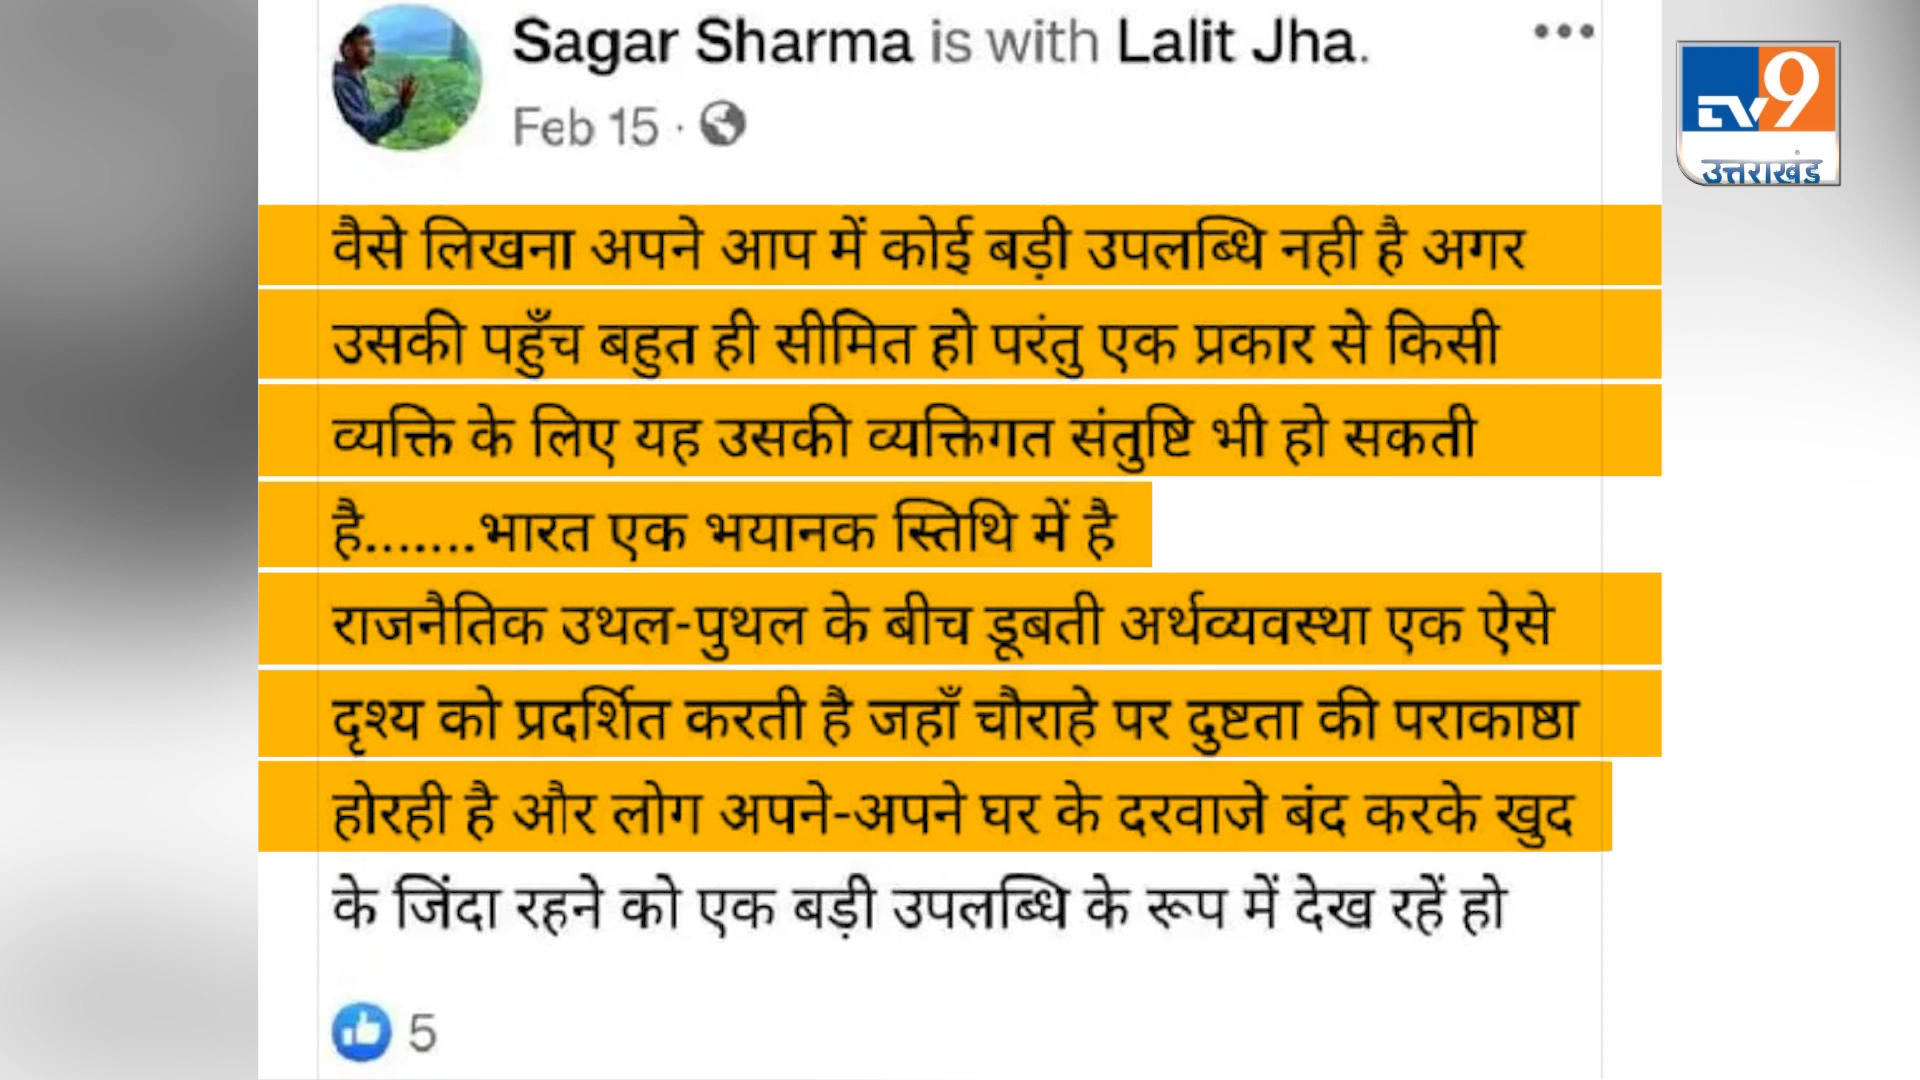 Sagar Sharma is with Lalit Jha.
Feb 15 ·
TV9
उत्तराखंड
वैसे लिखना अपने आप में कोई बड़ी उपलब्धि नही है अगर
उसकी पहुँच बहुत ही सीमित हो परंतु एक प्रकार से किसी
व्यक्ति के लिए यह उसकी व्यक्तिगत संतुष्टि भी हो सकती
है.......भारत एक भयानक स्तिथि में है
राजनैतिक उथल-पुथल के बीच डूबती अर्थव्यवस्था एक ऐसे
दृश्य को प्रदर्शित करती है जहाँ चौराहे पर दुष्टता की पराकाष्ठा
होरही है और लोग अपने-अपने घर के दरवाजे बंद करके खुद
के जिंदा रहने को एक बड़ी उपलब्धि के रूप में देख रहें हो
5